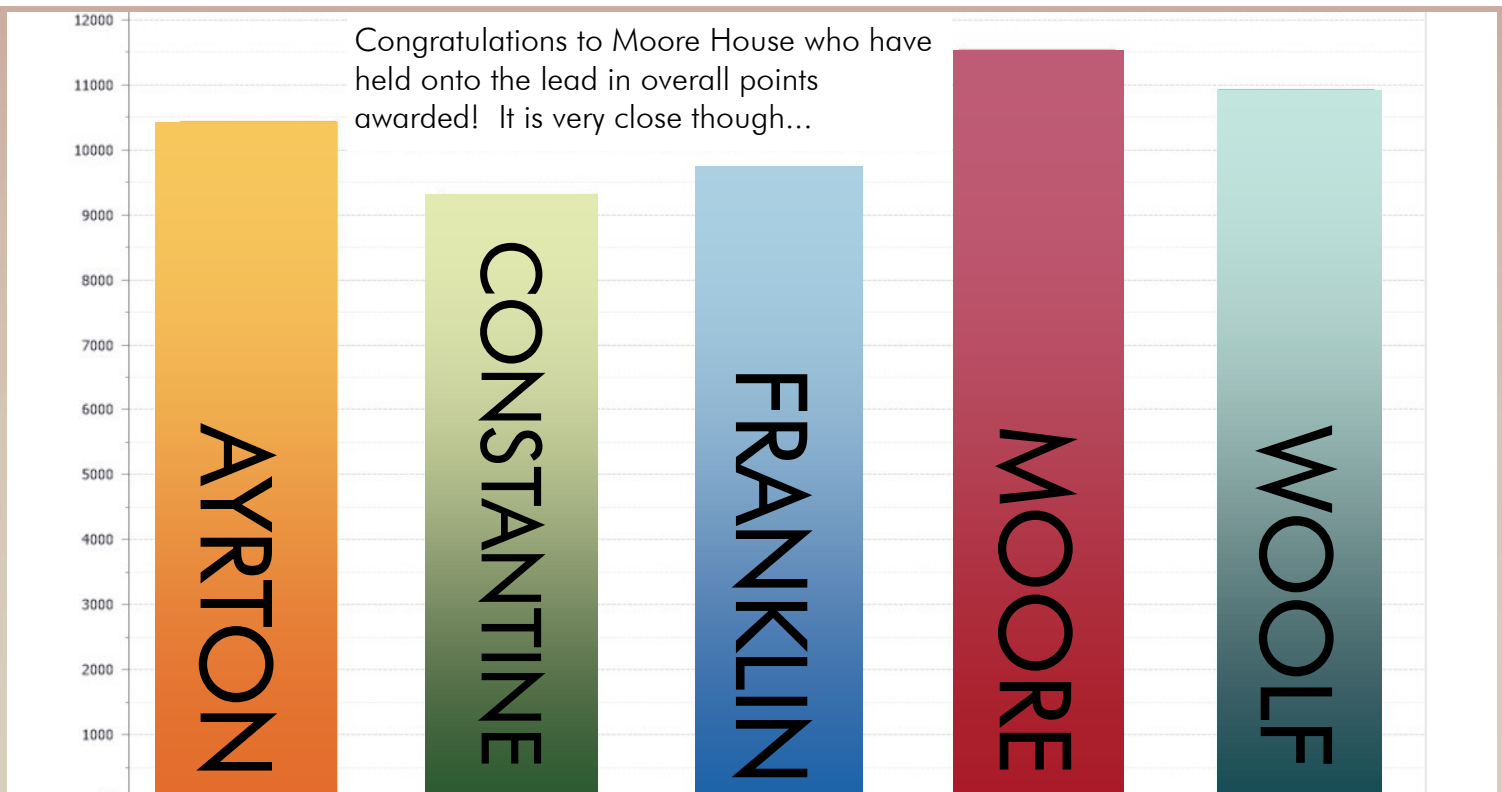 12000
Congratulations to Moore House who have
held onto the lead in overall points
awarded!  It is very close though...
11000
10000
9000
8000
7000
6000
5000
4000
3000
2000
1000
AYRTON
CONSTANTINE
FRANKLIN
MOORE
WOOLF